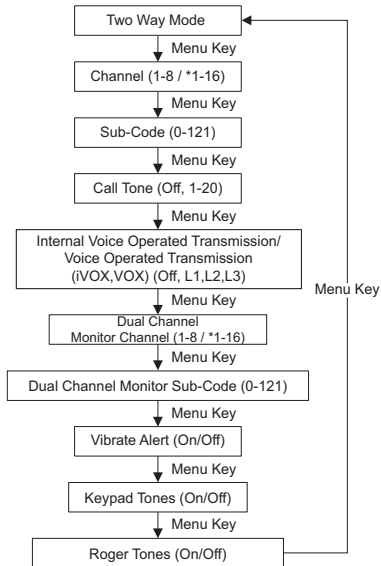 Two Way Mode
Menu Key
Channel (1-8 / *1-16)
Menu Key
Sub-Code (0-121)
Menu Key
Call Tone (Off, 1-20)
Menu Key
Internal Voice Operated Transmission/
Voice Operated Transmission
(iVOX,VOX) (Off, L1,L2,L3)
Menu Key
Menu Key
Dual Channel
Monitor Channel (1-8 / *1-16)
Menu Key
Dual Channel Monitor Sub-Code (0-121)
Menu Key
Vibrate Alert (On/Off)
Menu Key
Keypad Tones (On/Off)
Menu Key
Roger Tones (On/Off)